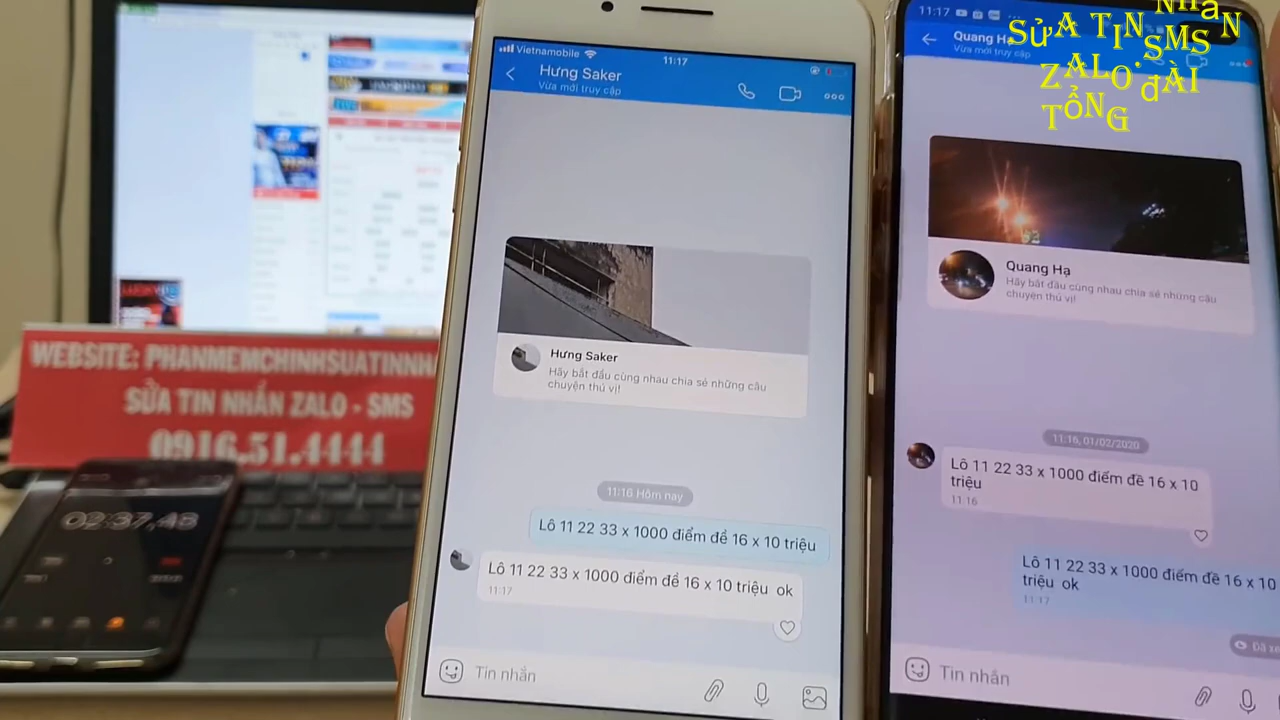 WEBSITE: PHANMEMCHINHSUATINNHA
SỬA TIN NHẮN ZALO - SMS
0916.51.4444
02:37,48
Vietnamobile
11:17
Hưng Saker
Vừa mới truy cập
Hưng Saker
Hãy bắt đầu cùng nhau chia sẻ những câu
chuyện thú vị!
11:16 Hôm nay
Lô 11 22 33 x 1000 điểm đề 16 x 10 triệu
Lô 11 22 33 x 1000 điểm đề 16 x 10 triệu ok
11:17
Tin nhắn
11:17
Quang Hạ
Vừa mới truy cập
SỬA TIN NHắN
ZALO.SMS
TỔNG đÀI
Quang Hạ
Hãy bắt đầu cùng nhau chia sẻ những câu
chuyện thú vị!
11:16, 01/02/2020
Lô 11 22 33 x 1000 điểm đề 16 x 10
triệu
11:16
Lô 11 22 33 x 1000 điểm đề 16 x 10
triệu ok
11:17
Đã xe
Tin nhắn